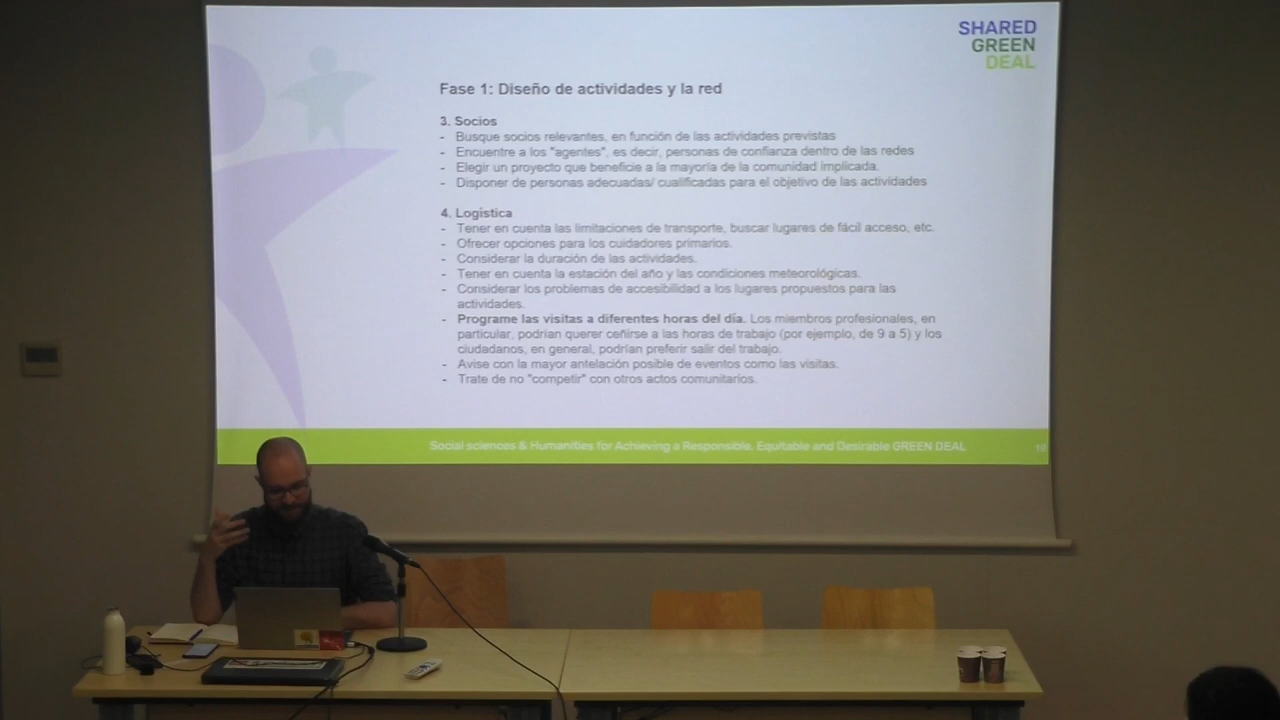 SHARED
GREEN
DEAL
Fase 1: Diseño de actividades y la red
3. Socios
- Busque socios relevantes, en función de las actividades previstas
- Encuentre a los "agentes", es decir, personas de confianza dentro de las redes
- Elegir un proyecto que beneficie a la mayoría de la comunidad implicada.
- Disponer de personas adecuadas/ cualificadas para el objetivo de las actividades
4. Logística
- Tener en cuenta las limitaciones de transporte, buscar lugares de fácil acceso, etc.
- Ofrecer opciones para los cuidadores primarios.
- Considerar la duración de las actividades.
- Tener en cuenta la estación del año y las condiciones meteorológicas.
- Considerar los problemas de accesibilidad a los lugares propuestos para las
actividades.
- Programe las visitas a diferentes horas del día. Los miembros profesionales, en
particular, podrían querer ceñirse a las horas de trabajo (por ejemplo, de 9 a 5) y los
ciudadanos, en general, podrían preferir salir del trabajo.
- Avise con la mayor antelación posible de eventos como las visitas.
- Trate de no "competir" con otros actos comunitarios.
Social sciences & Humanities for Achieving a Responsible, Equitable and Desirable GREEN DEAL